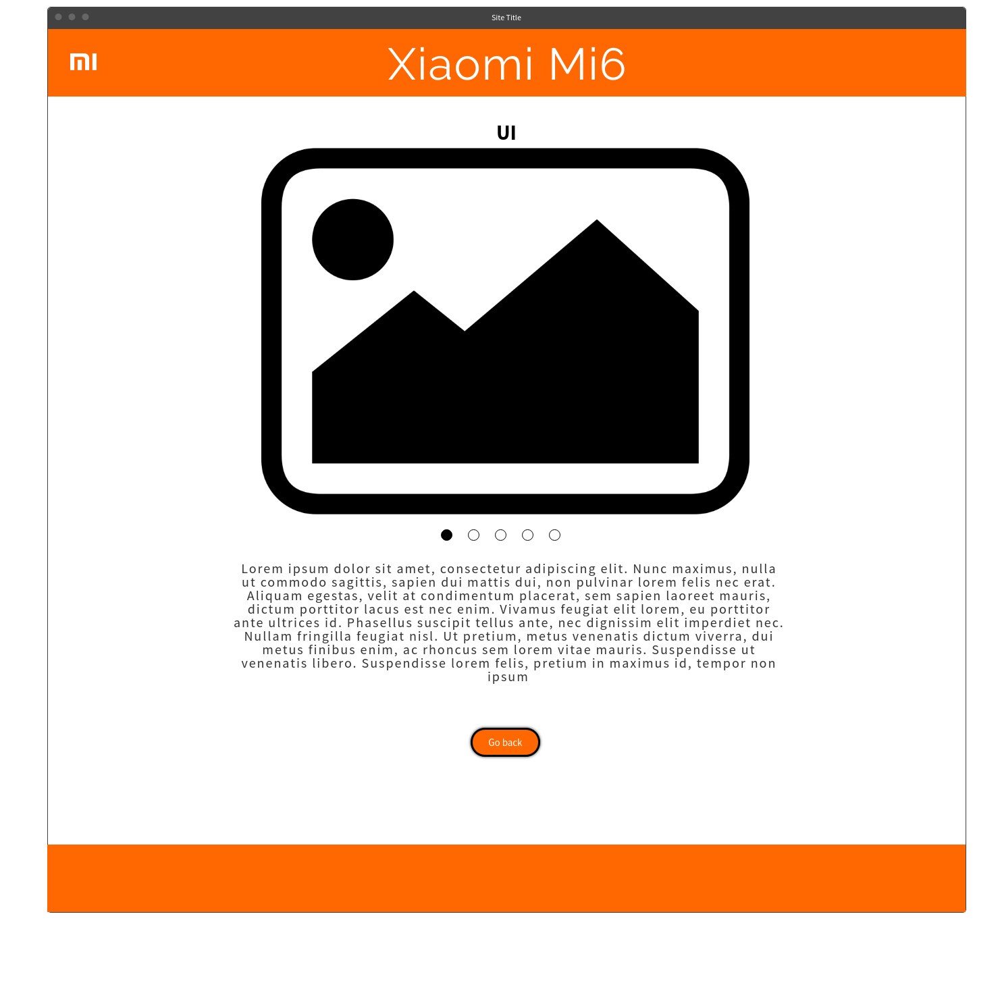 Site Title
mi
Xiaomi Mi6
UI
Lorem ipsum dolor sit amet, consectetur adipiscing elit. Nunc maximus, nulla
ut commodo sagittis, sapien dui mattis dui, non pulvinar lorem felis nec erat.
Aliquam egestas, velit at condimentum placerat, sem sapien laoreet mauris,
dictum porttitor lacus est nec enim. Vivamus feugiat elit lorem, eu porttitor
ante ultrices id. Phasellus suscipit tellus ante, nec dignissim elit imperdiet nec.
Nullam fringilla feugiat nisl. Ut pretium, metus venenatis dictum viverra, dui
metus finibus enim, ac rhoncus sem lorem vitae mauris. Suspendisse ut
venenatis libero. Suspendisse lorem felis, pretium in maximus id, tempor non
ipsum
Go back